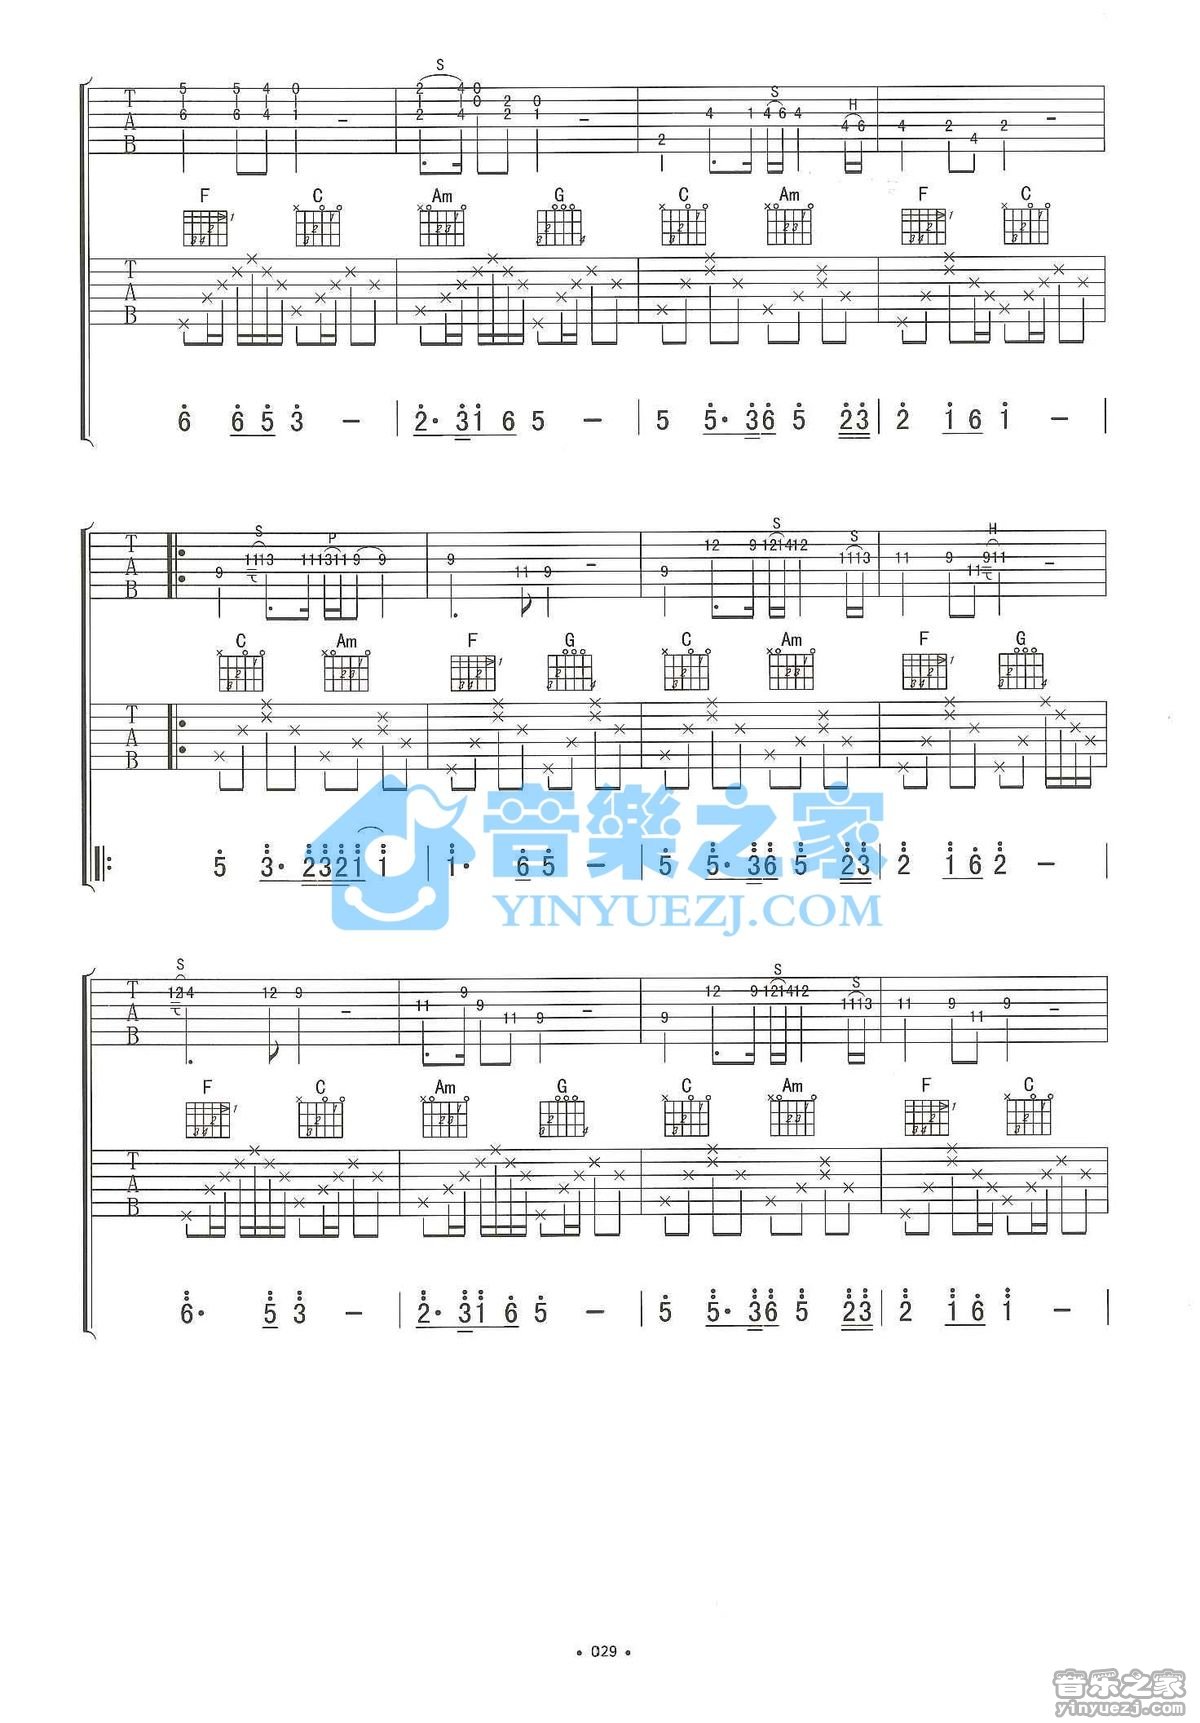 S
T 5 5 4 0 2 4 0 2 0 S H
A 6 6 4 1 – 2 4 0 2 1 – 4 1 4 6 4 4 6 4 2 2 –
B 2 4
F C Am G C Am F C
T
A
B
6 6 5 3 – | 2· 3 1 6 5 – | 5 5· 3 6 5 2 3 | 2 1 6 1 – |
S P S S H
T 12 9 12 14 12
A 9 11 13 11 11 13 11 9 9 9 11 9 – 9 11 13 11 9 11 9 11
B
C Am F G C Am F G
T
A
B
5 3· 2 3 2 1 1 | 1· 6 5 – | 5 5· 3 6 5 2 3 | 2 1 6 2 –
音樂之家
YINYUEZJ.COM
S S S
T 12 14 12 9 9 12 9 12 14 12
A – 11 9 11 9 – 9 11 13 11 9 11 9 –
B
F C Am G C Am F C
T
A
B
6· 5 3 – | 2· 3 1 6 5 – | 5 5· 3 6 5 2 3 | 2 1 6 1 – |
• 029 •
音乐之家
yinyuezj.com